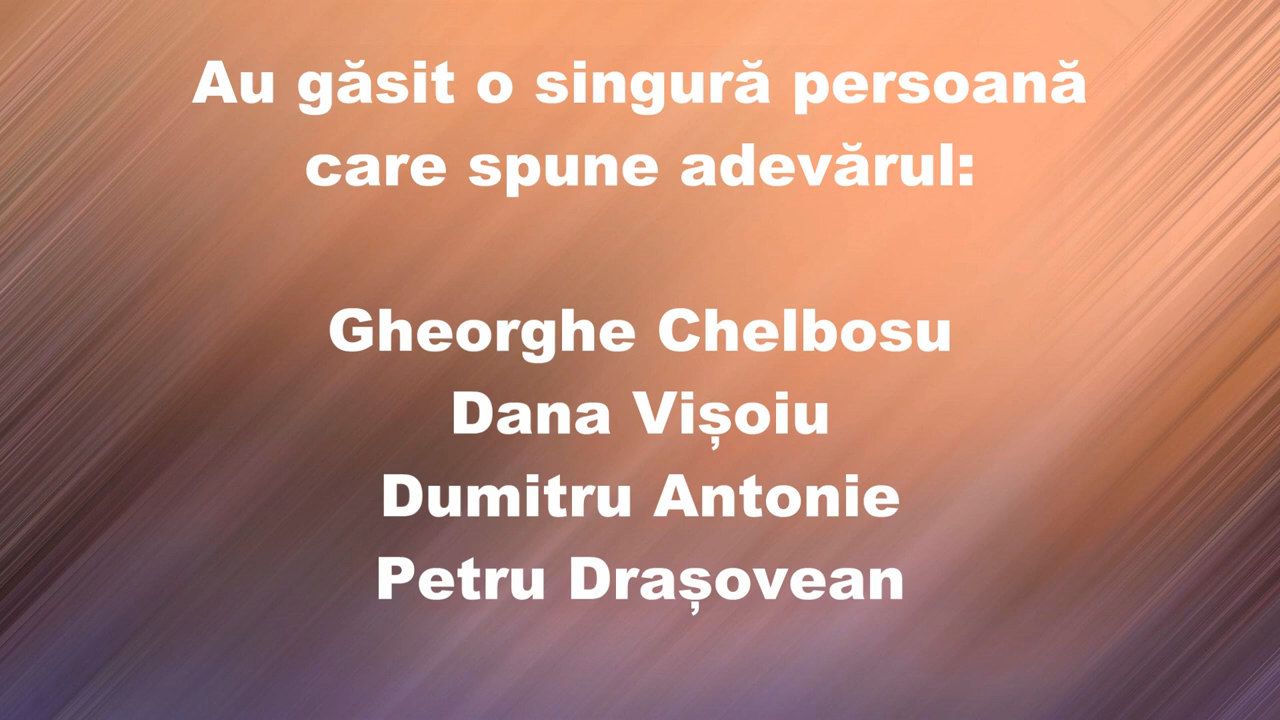 Au găsit o singură persoană
care spune adevărul:
Gheorghe Chelbosu
Dana Vișoiu
Dumitru Antonie
Petru Drașovean